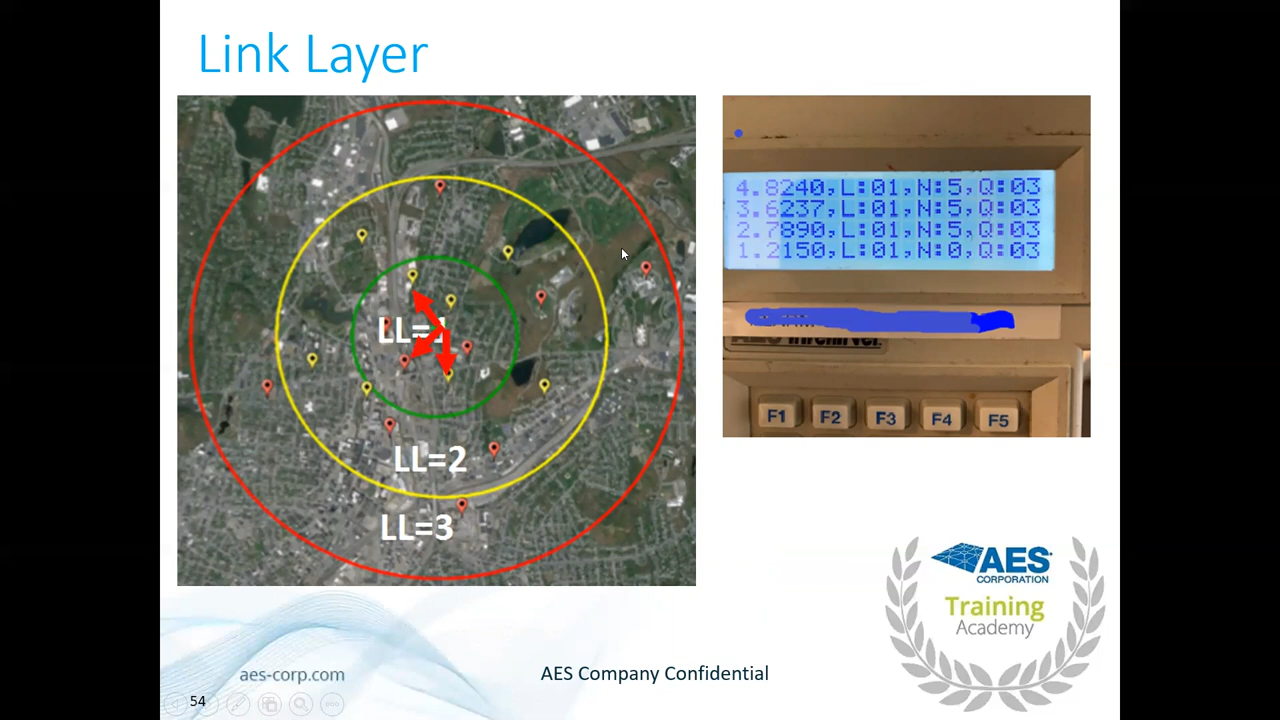 Link Layer
LL=1
LL=2
LL=3
4.8240,L:01,N:5,Q:03
3.6237,L:01,N:5,Q:03
2.7890,L:01,N:5,Q:03
1.2150,L:01,N:0,Q:03
F1 F2 F3 F4 F5
AES
CORPORATION
Training
Academy
aes-corp.com
AES Company Confidential
54